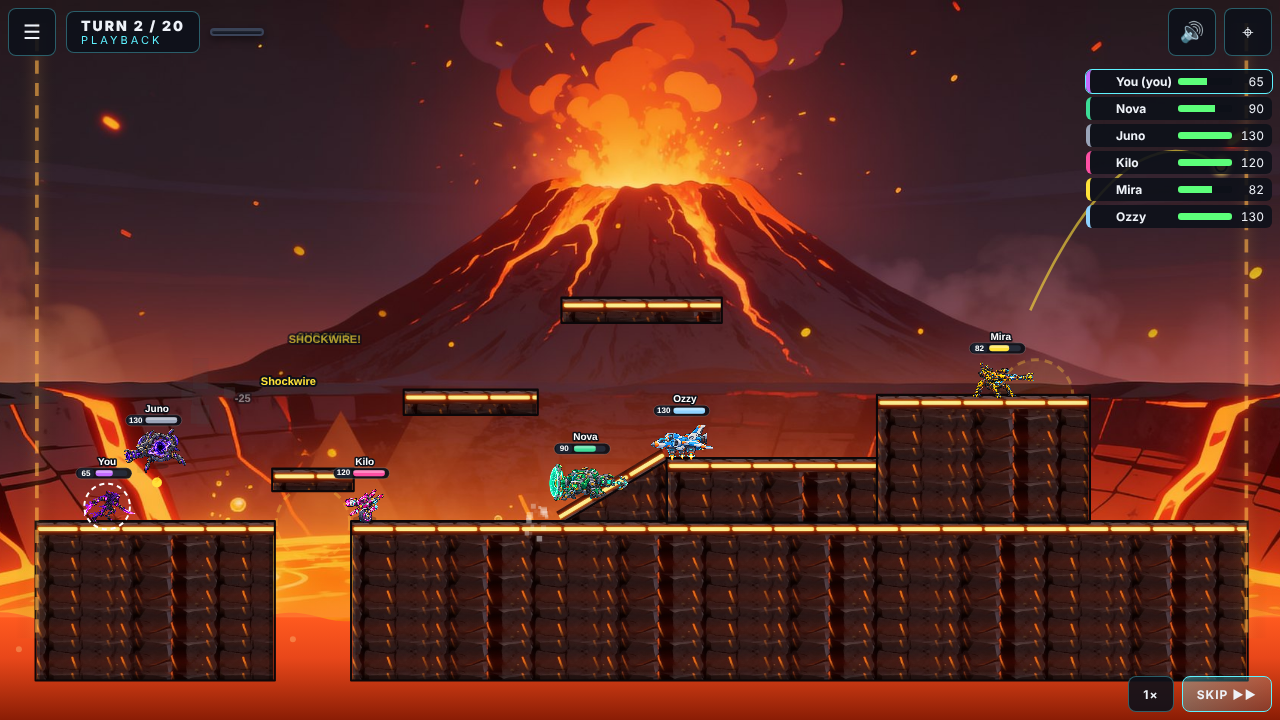 ☰
TURN 2 / 20
PLAYBACK
You (you) 65
Nova 90
Juno 130
Kilo 120
Mira 82
Ozzy 130
SHOCKWIRE!
Mira
82
Shockwire
-25
Ozzy
130
Juno
130
Nova
90
You
65
Kilo
120
1×
SKIP ▶▶